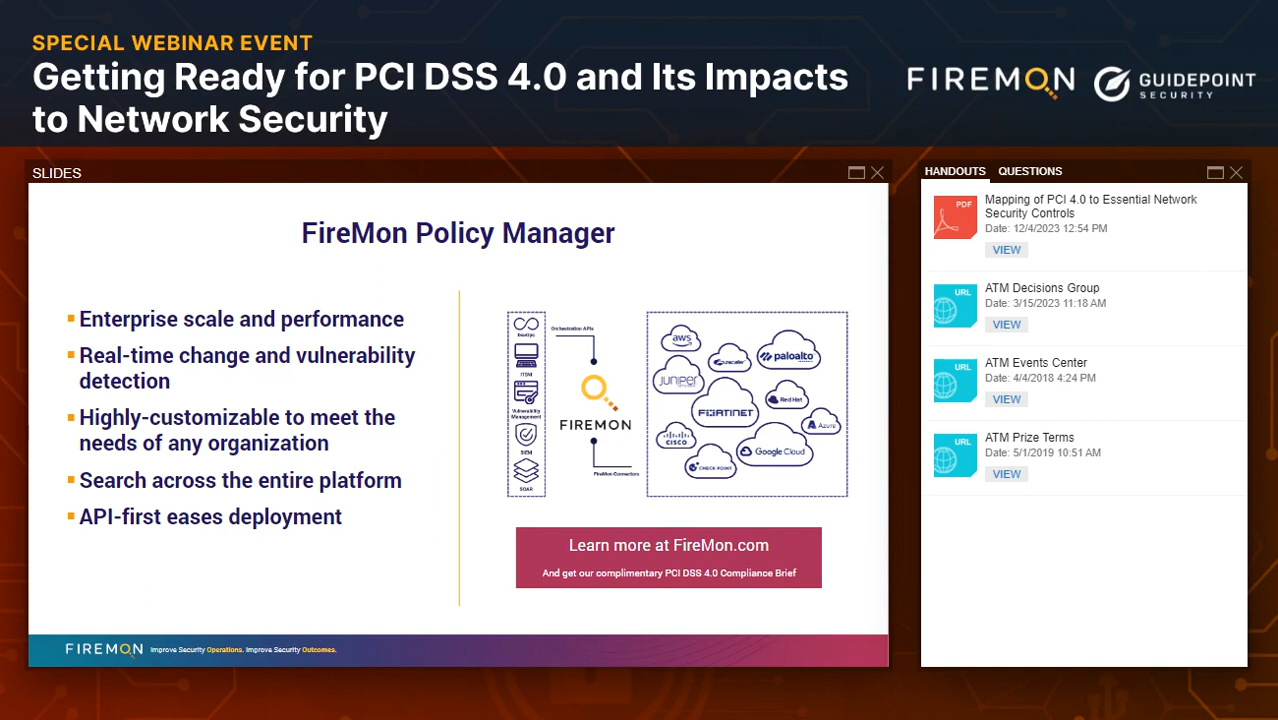 SPECIAL WEBINAR EVENT
Getting Ready for PCI DSS 4.0 and Its Impacts
to Network Security
FIREMON
GUIDEPOINT
SECURITY
SLIDES
FireMon Policy Manager
Enterprise scale and performance
Real-time change and vulnerability
detection
Highly-customizable to meet the
needs of any organization
Search across the entire platform
API-first eases deployment
DevOps
ITSM
Vulnerability
Management
SIEM
SOAR
Orchestration APIs
FIREMON
FireMon Connectors
aws
zscaler
paloalto
JUNIPER
FORTINET
Red Hat
Azure
CISCO
Google Cloud
CHECK POINT
Learn more at FireMon.com
And get our complimentary PCI DSS 4.0 Compliance Brief
FIREMON Improve Security Operations. Improve Security Outcomes.
HANDOUTS QUESTIONS
PDF
Mapping of PCI 4.0 to Essential Network
Security Controls
Date: 12/4/2023 12:54 PM
VIEW
URL
ATM Decisions Group
Date: 3/15/2023 11:18 AM
VIEW
URL
ATM Events Center
Date: 4/4/2018 4:24 PM
VIEW
URL
ATM Prize Terms
Date: 5/1/2019 10:51 AM
VIEW